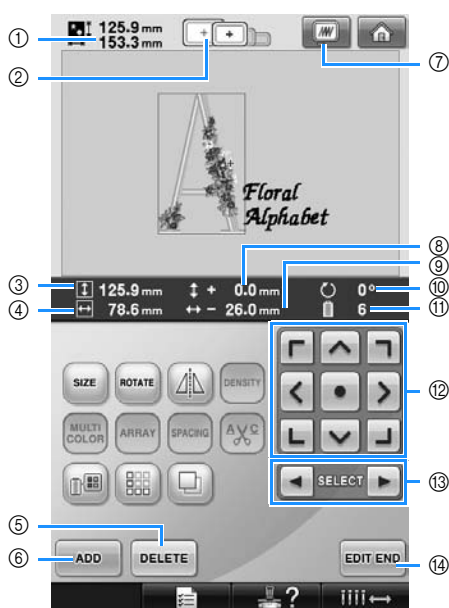 ① 125.9 mm
153.3 mm
②
⑦
Floral
Alphabet
⑧
⑨
③ 125.9 mm + 0.0 mm 0° ⑩
④ 78.6 mm − 26.0 mm 6 ⑪
SIZE ROTATE DENSITY
⑫
MULTI COLOR ARRAY SPACING A V C
SELECT ⑬
⑤
⑥ ADD DELETE EDIT END ⑭
?